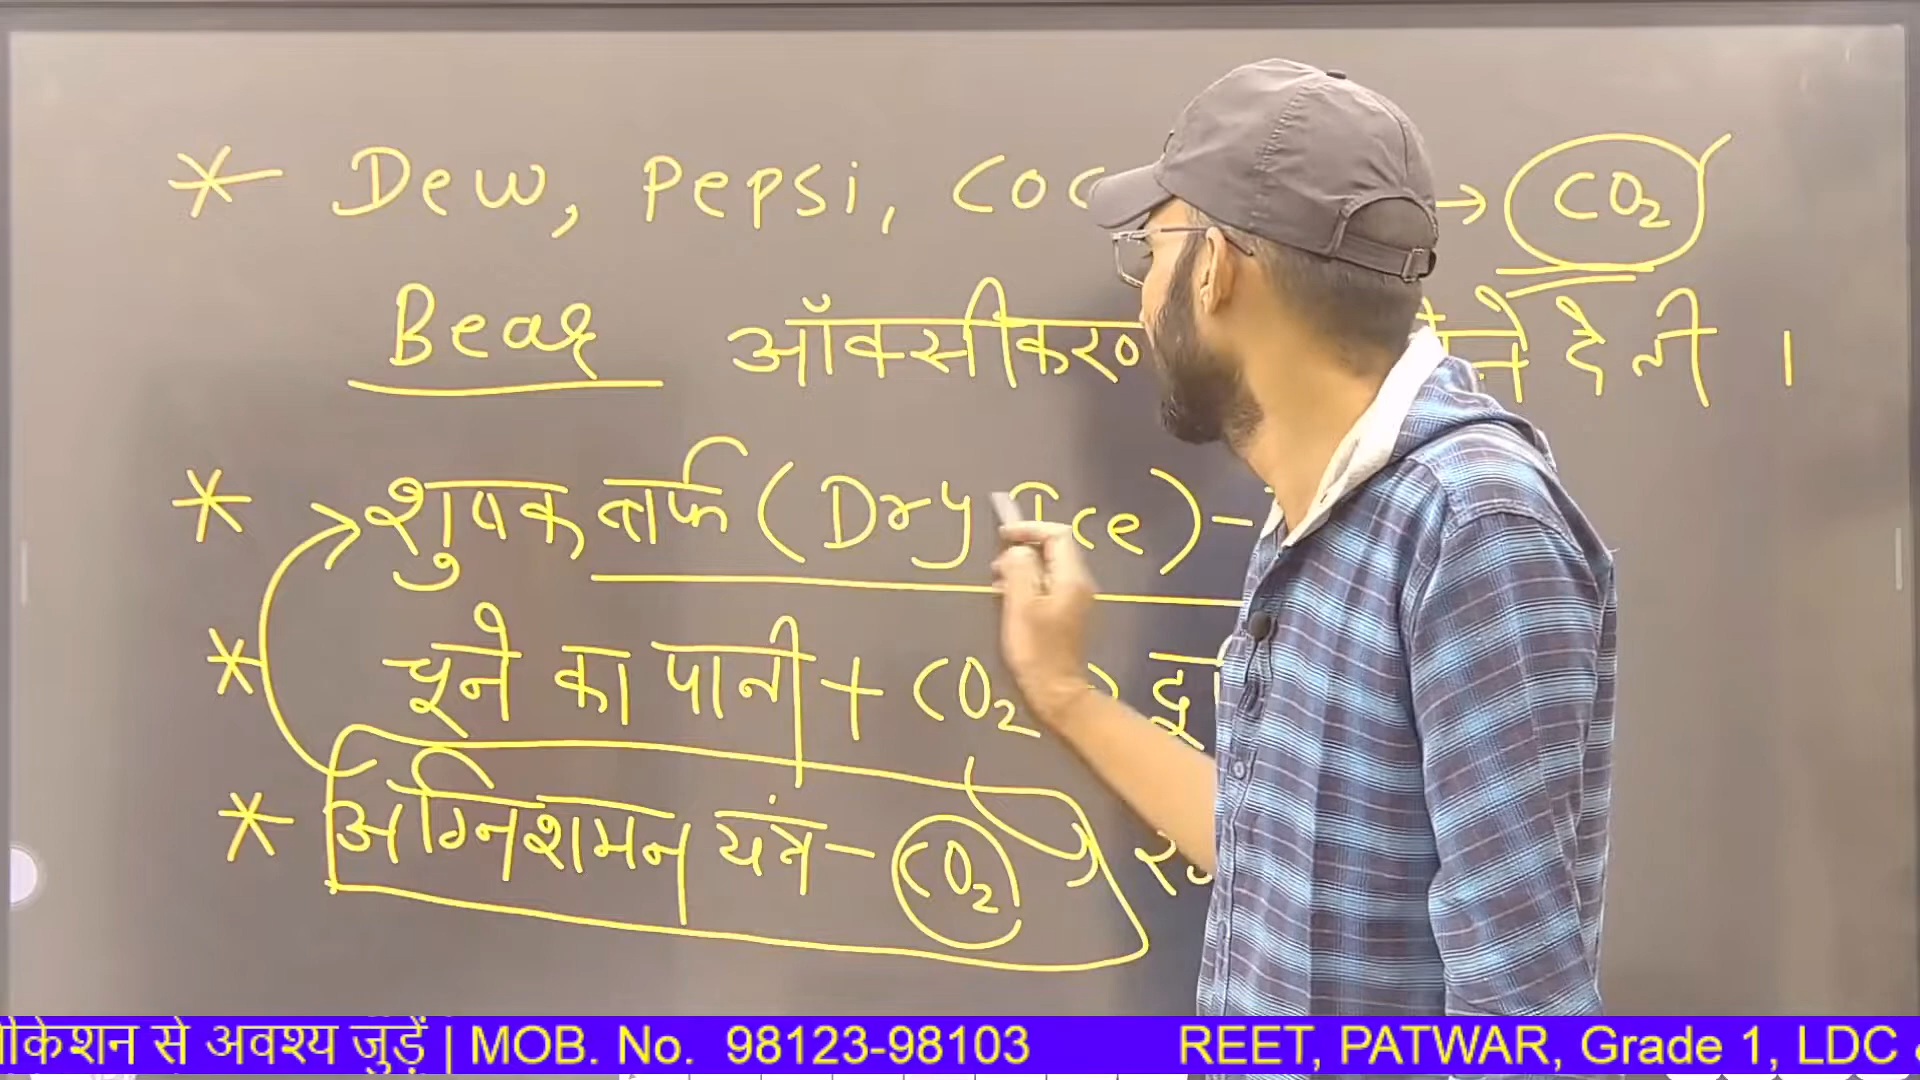 * Dew, Pepsi, Coc → CO₂
Bear ऑक्सीकरण होने देती ।
* शुषक बर्फ (Dry Ice) -
* चूने का पानी + CO₂
* अग्निशमन यंत्र - CO₂
कि‍केशन से अवश्य जुड़ें | MOB. No. 98123-98103 REET, PATWAR, Grade 1, LDC